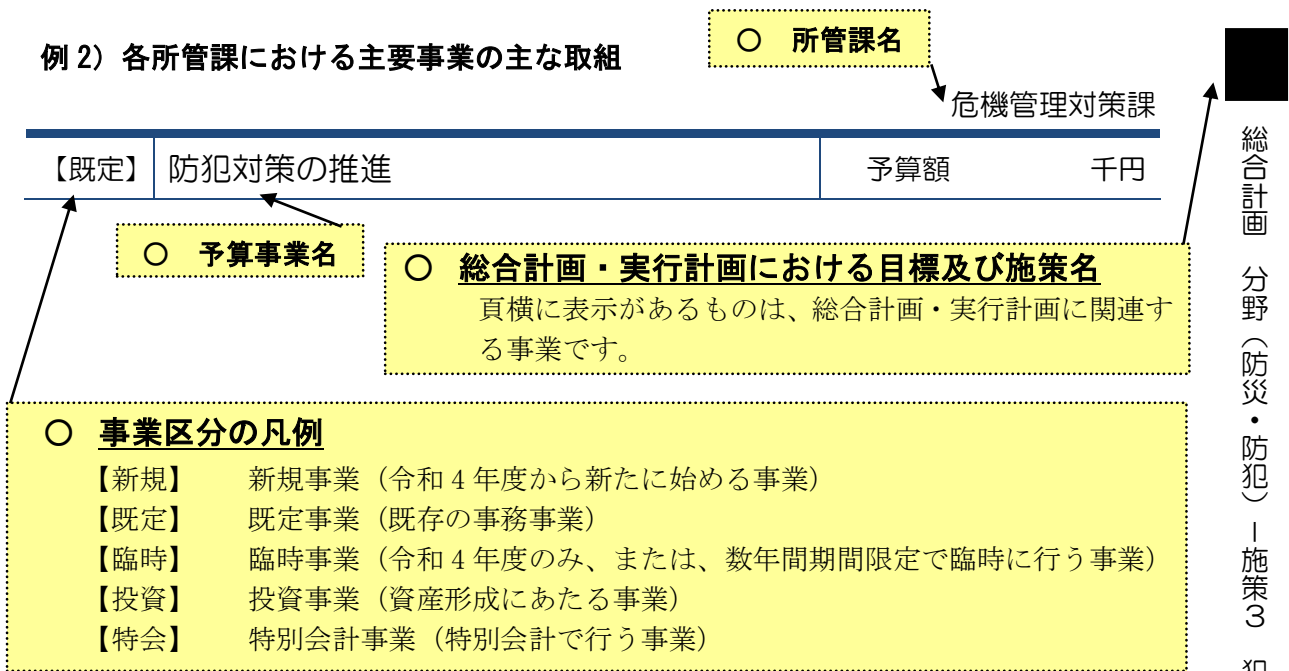 例2）各所管課における主要事業の主な取組
〇 所管課名
危機管理対策課
【既定】 防犯対策の推進 予算額 千円
〇 予算事業名
〇 総合計画・実行計画における目標及び施策名
頁横に表示があるものは、総合計画・実行計画に関連す
る事業です。
〇 事業区分の凡例
【新規】 新規事業（令和4年度から新たに始める事業）
【既定】 既定事業（既存の事務事業）
【臨時】 臨時事業（令和4年度のみ、または、数年間期間限定で臨時に行う事業）
【投資】 投資事業（資産形成にあたる事業）
【特会】 特別会計事業（特別会計で行う事業）
総合計画 分野（防災・防犯）ー施策3